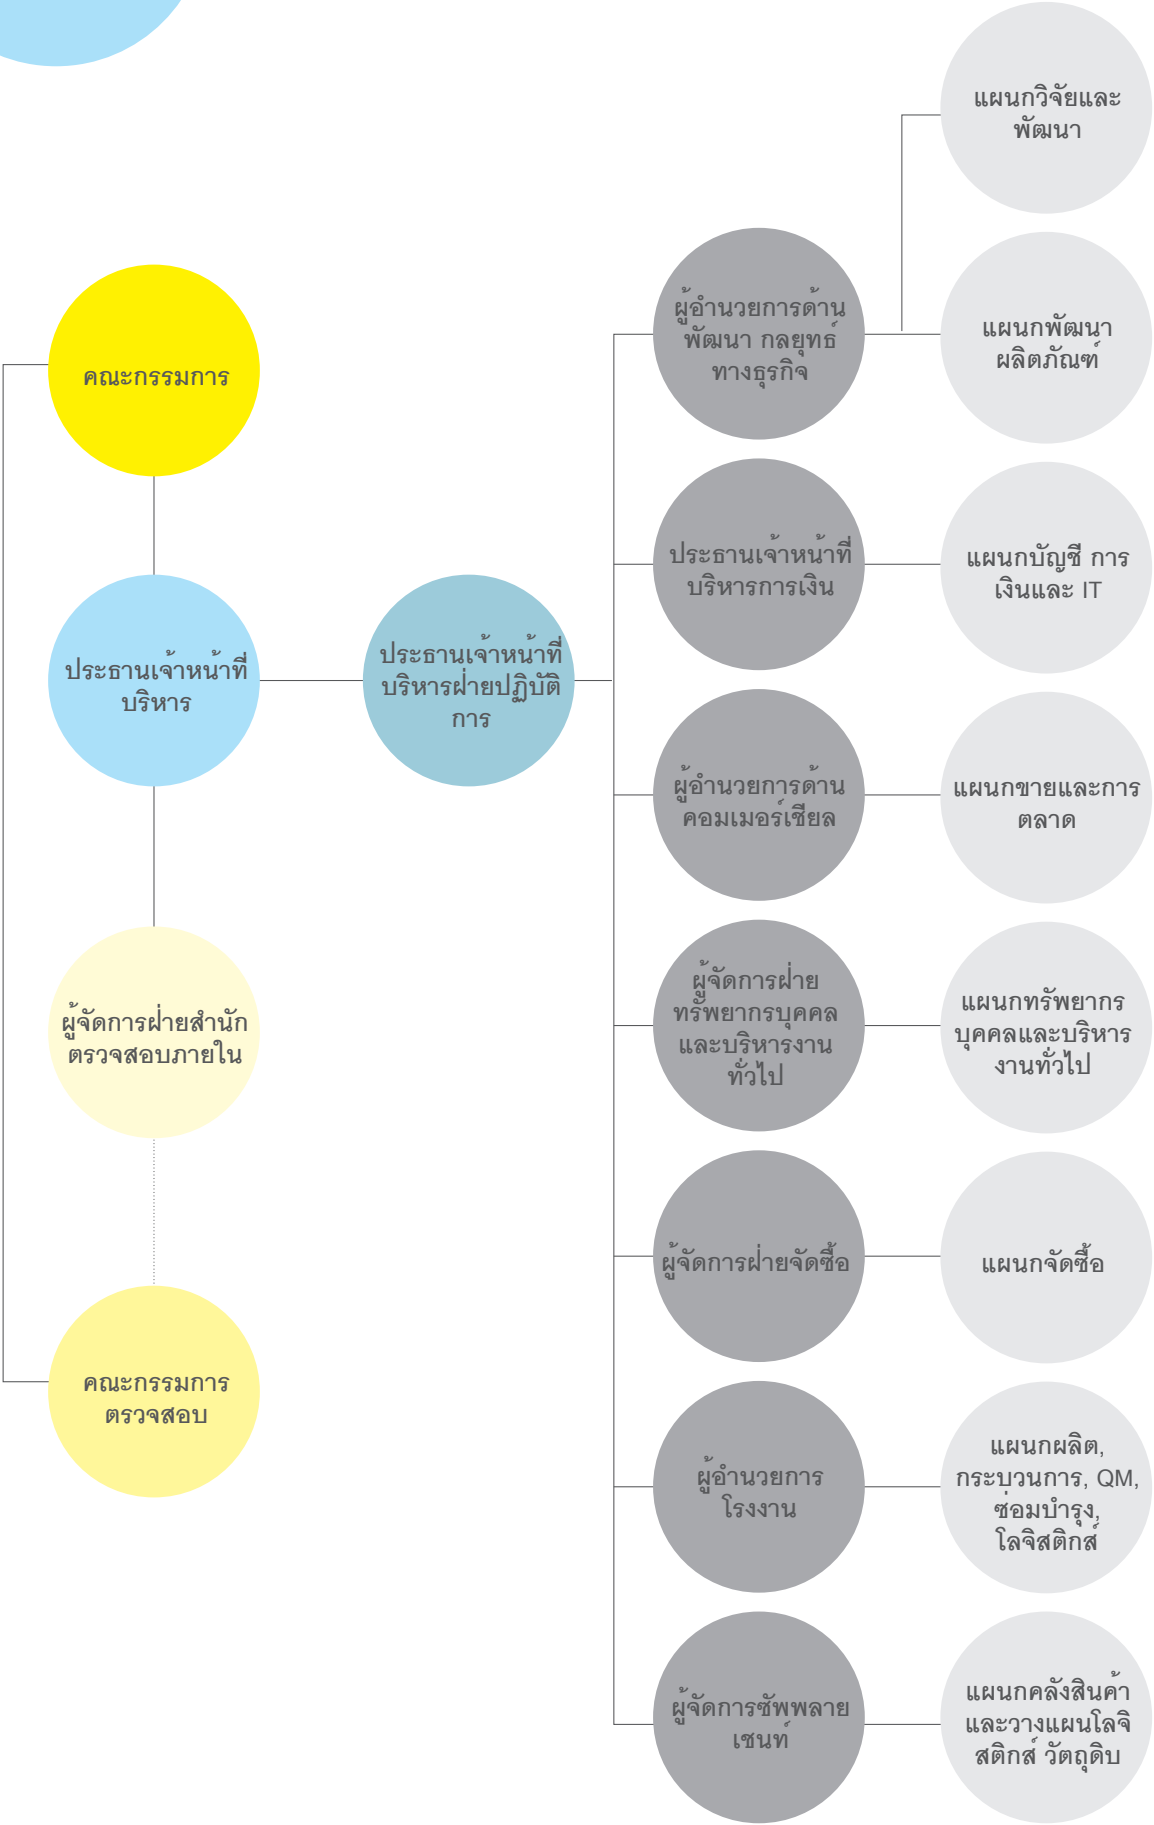 คณะกรรมการ
ประธานเจ้าหน้าที่
บริหาร
ผู้จัดการฝ่ายสำนัก
ตรวจสอบภายใน
คณะกรรมการ
ตรวจสอบ
ประธานเจ้าหน้าที่
บริหารฝ่ายปฏิบัติ
การ
ผู้อำนวยการด้าน
พัฒนา กลยุทธ์
ทางธุรกิจ
ประธานเจ้าหน้าที่
บริหารการเงิน
ผู้อำนวยการด้าน
คอมเมอร์เชียล
ผู้จัดการฝ่าย
ทรัพยากรบุคคล
และบริหารงาน
ทั่วไป
ผู้จัดการฝ่ายจัดซื้อ
ผู้อำนวยการ
โรงงาน
ผู้จัดการซัพพลาย
เชนท์
แผนกวิจัยและ
พัฒนา
แผนกพัฒนา
ผลิตภัณฑ์
แผนกบัญชี การ
เงินและ IT
แผนกขายและการ
ตลาด
แผนกทรัพยากร
บุคคลและบริหาร
งานทั่วไป
แผนกจัดซื้อ
แผนกผลิต,
กระบวนการ, QM,
ซ่อมบำรุง,
โลจิสติกส์
แผนกคลังสินค้า
และวางแผนโลจิ
สติกส์ วัตถุดิบ